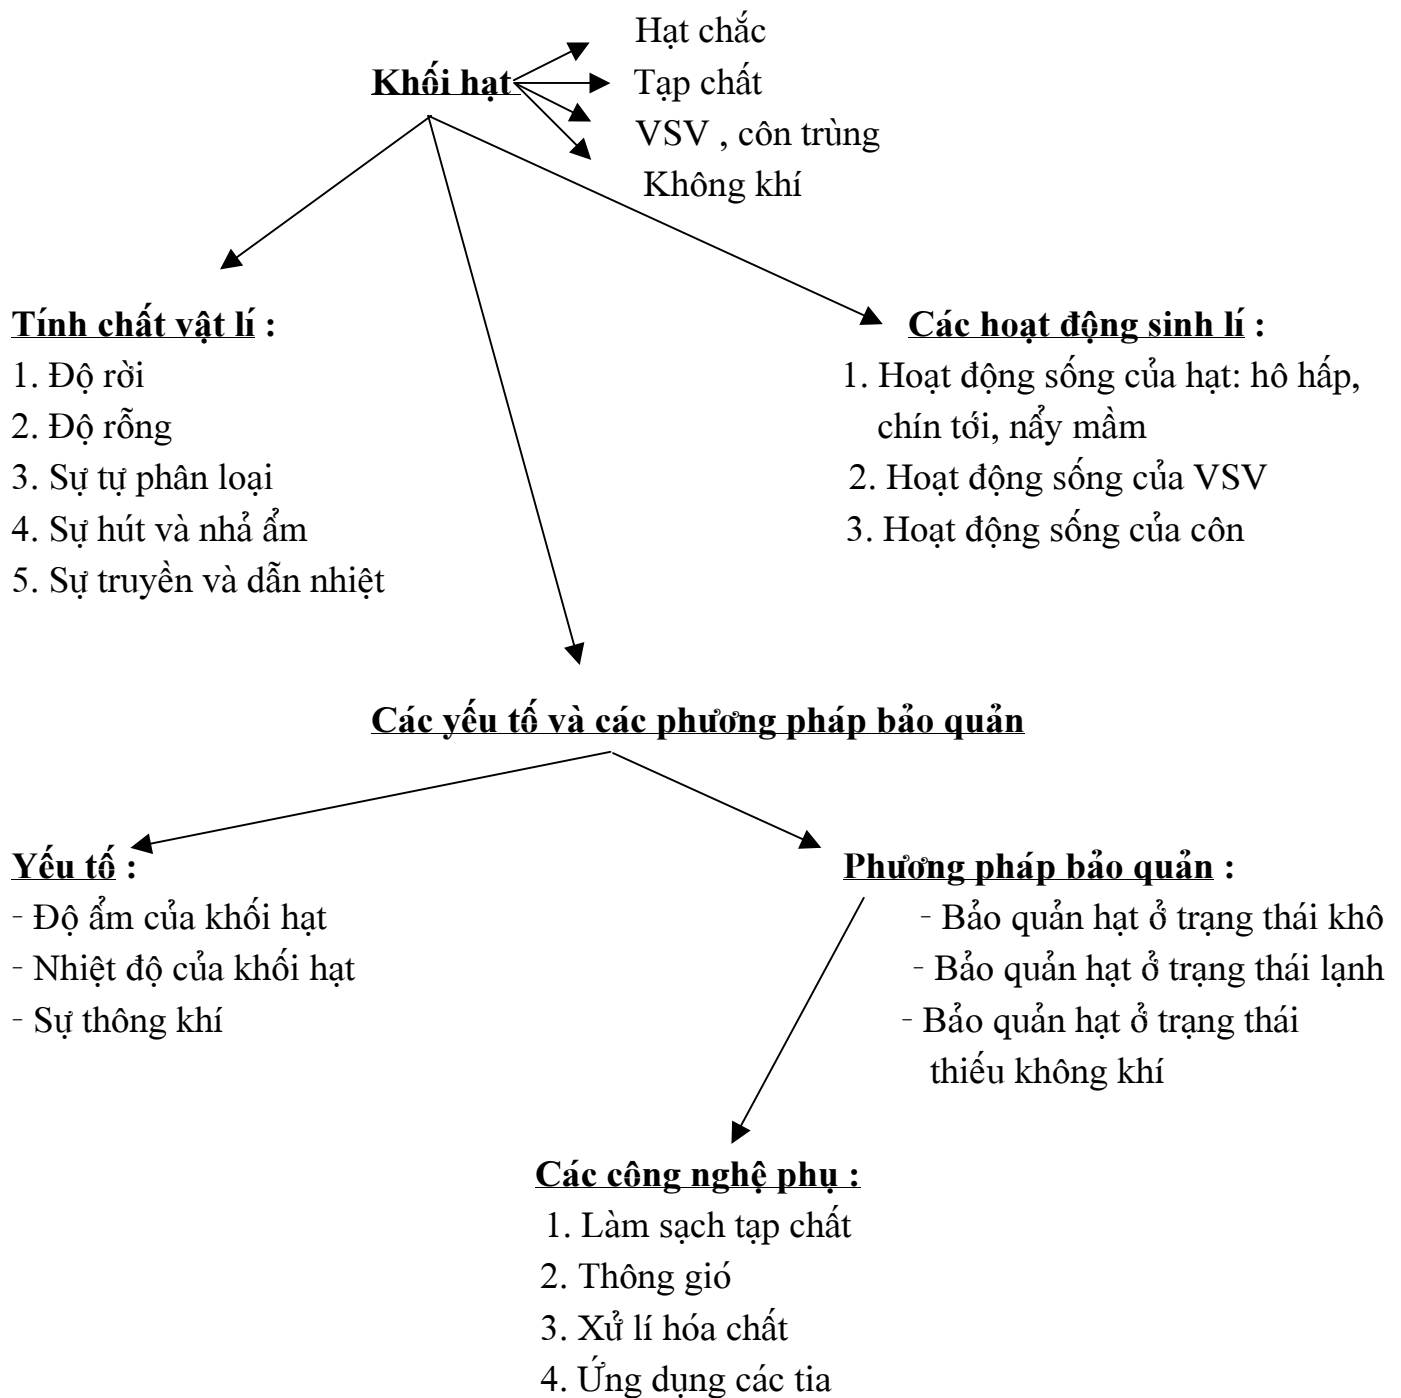 Hạt chắc
Khối hạt
Tạp chất
VSV , côn trùng
Không khí
Tính chất vật lí :
1. Độ rời
2. Độ rỗng
3. Sự tự phân loại
4. Sự hút và nhả ẩm
5. Sự truyền và dẫn nhiệt
Các hoạt động sinh lí :
1. Hoạt động sống của hạt: hô hấp,
chín tới, nẩy mầm
2. Hoạt động sống của VSV
3. Hoạt động sống của côn
Các yếu tố và các phương pháp bảo quản
Yếu tố :
- Độ ẩm của khối hạt
- Nhiệt độ của khối hạt
- Sự thông khí
Phương pháp bảo quản :
- Bảo quản hạt ở trạng thái khô
- Bảo quản hạt ở trạng thái lạnh
- Bảo quản hạt ở trạng thái
thiếu không khí
Các công nghệ phụ :
1. Làm sạch tạp chất
2. Thông gió
3. Xử lí hóa chất
4. Ứng dụng các tia